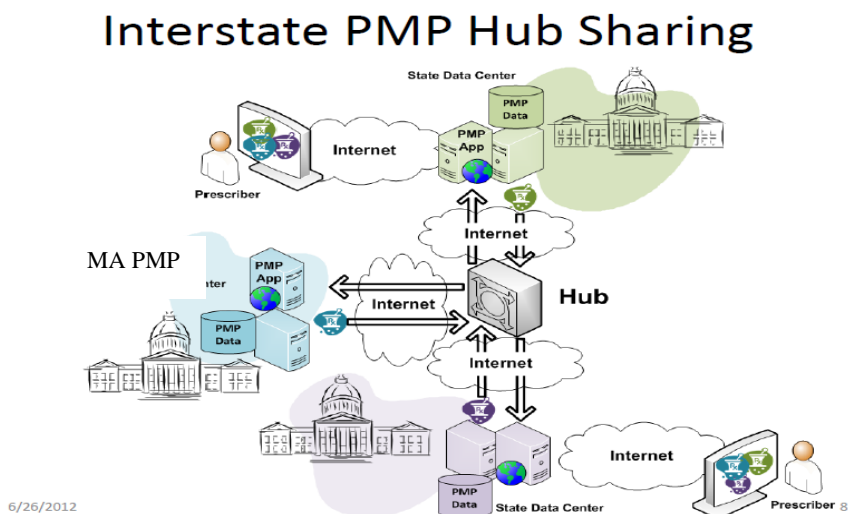 Interstate PMP Hub Sharing
State Data Center
PMP
Data
PMP
App
Internet
Prescriber
Internet
MA PMP
nter
PMP
App
PMP
Data
Internet
Hub
Internet
Internet
PMP
Data
State Data Center
Prescriber
6/26/2012
8